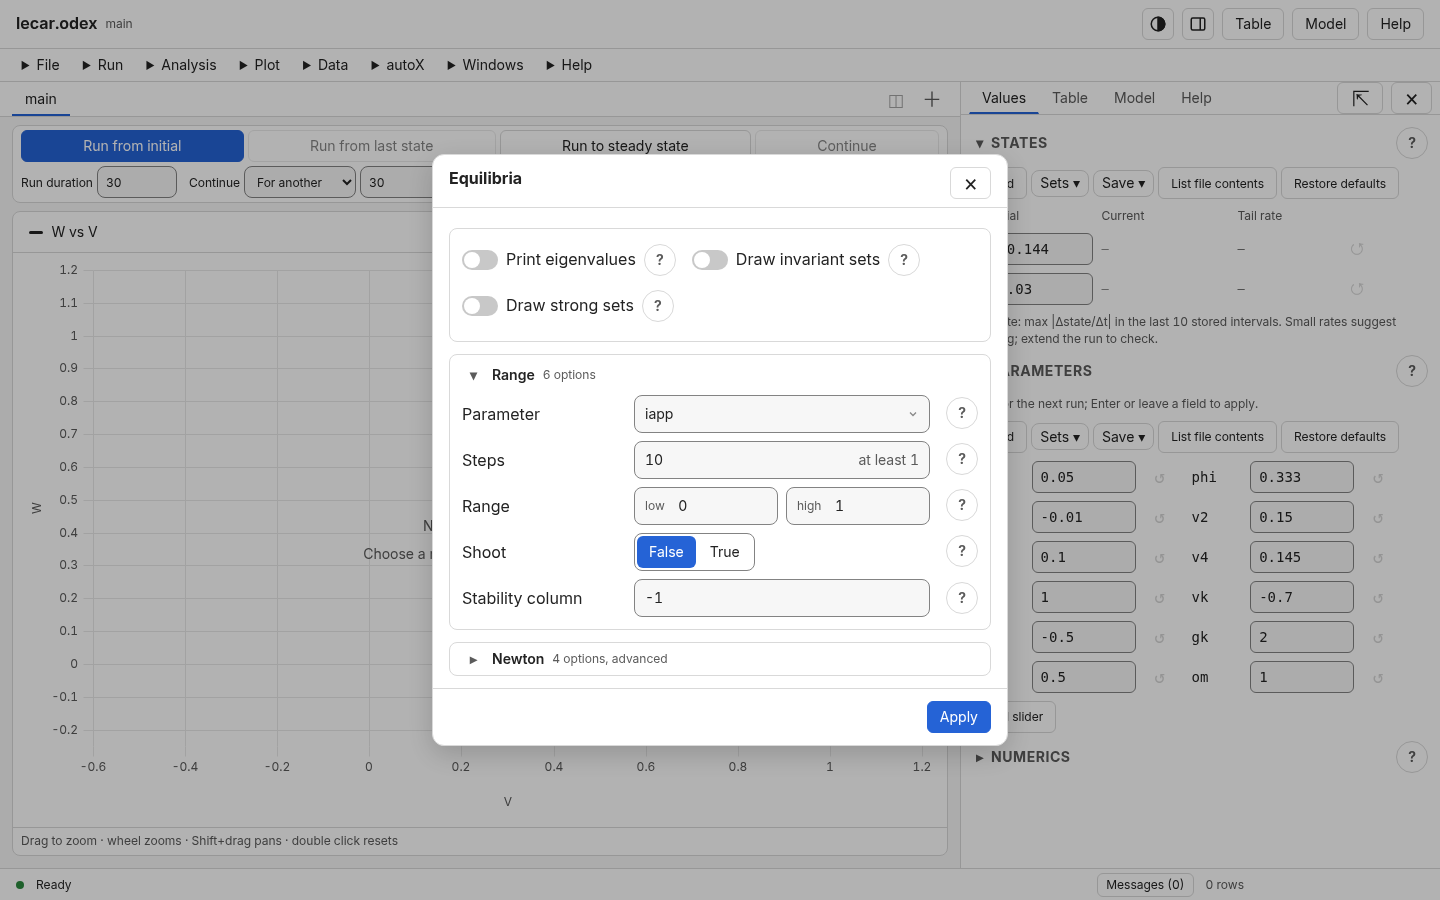 lecar.odex main
Table Model Help
File Run Analysis Plot Data autoX Windows Help
main
Values Table Model Help
Run from initial Run from last state Run to steady state Continue
Run duration 30 Continue For another 30
W vs V
1.2
1.1
1
0.9
0.8
0.7
0.6
0.5
0.4
0.3
0.2
0.1
0
-0.1
-0.2
W
-0.6 -0.4 -0.2 0 0.2 0.4 0.6 0.8 1 1.2
V
N
Choose a r
Drag to zoom · wheel zooms · Shift+drag pans · double click resets
Equilibria
Print eigenvalues ? Draw invariant sets ?
Draw strong sets ?
Range 6 options
Parameter iapp ?
Steps 10 at least 1 ?
Range low 0 high 1 ?
Shoot False True ?
Stability column -1 ?
Newton 4 options, advanced
Apply
STATES ?
d Sets ▾ Save ▾ List file contents Restore defaults
ial Current Tail rate
0.144 – –
.03 – –
te: max |Δstate/Δt| in the last 10 stored intervals. Small rates suggest
g; extend the run to check.
ARAMETERS ?
r the next run; Enter or leave a field to apply.
d Sets ▾ Save ▾ List file contents Restore defaults
0.05 phi 0.333
-0.01 v2 0.15
0.1 v4 0.145
1 vk -0.7
-0.5 gk 2
0.5 om 1
slider
NUMERICS ?
Ready Messages (0) 0 rows